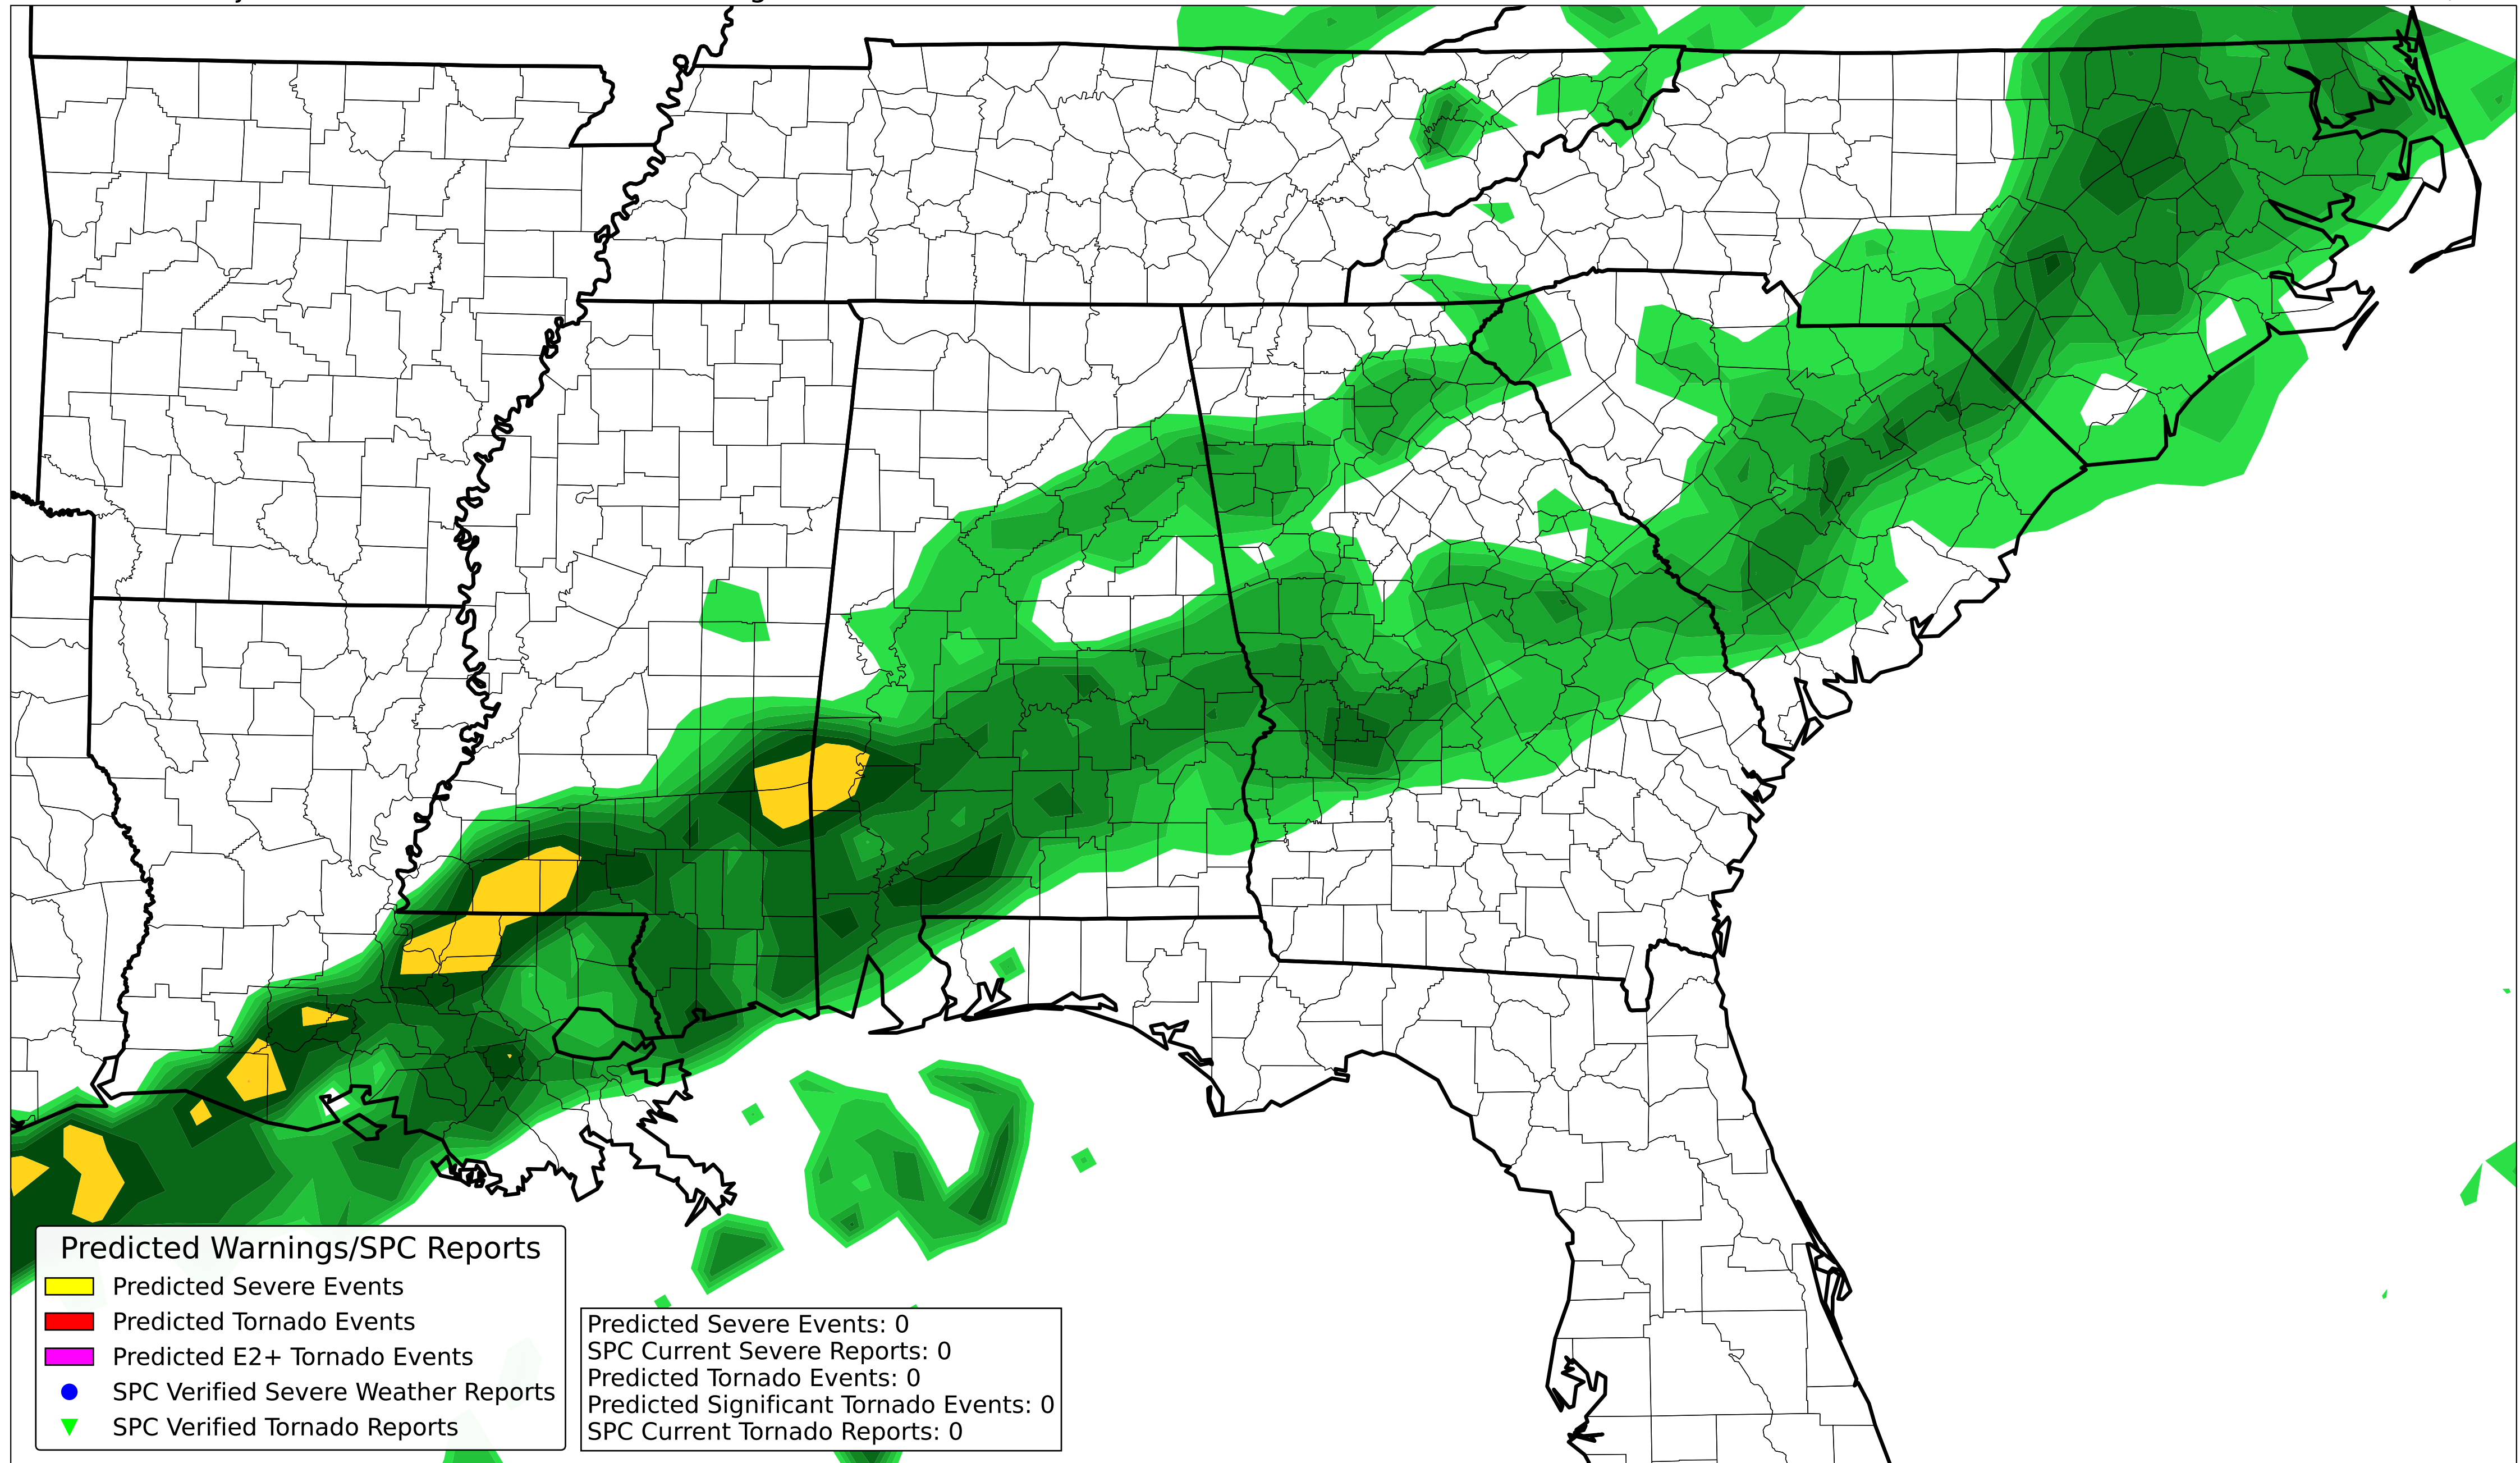 Predicted Warnings/SPC Reports
Predicted Severe Events
Predicted Tornado Events
Predicted E2+ Tornado Events
SPC Verified Severe Weather Reports
SPC Verified Tornado Reports
Predicted Severe Events: 0
SPC Current Severe Reports: 0
Predicted Tornado Events: 0
Predicted Significant Tornado Events: 0
SPC Current Tornado Reports: 0